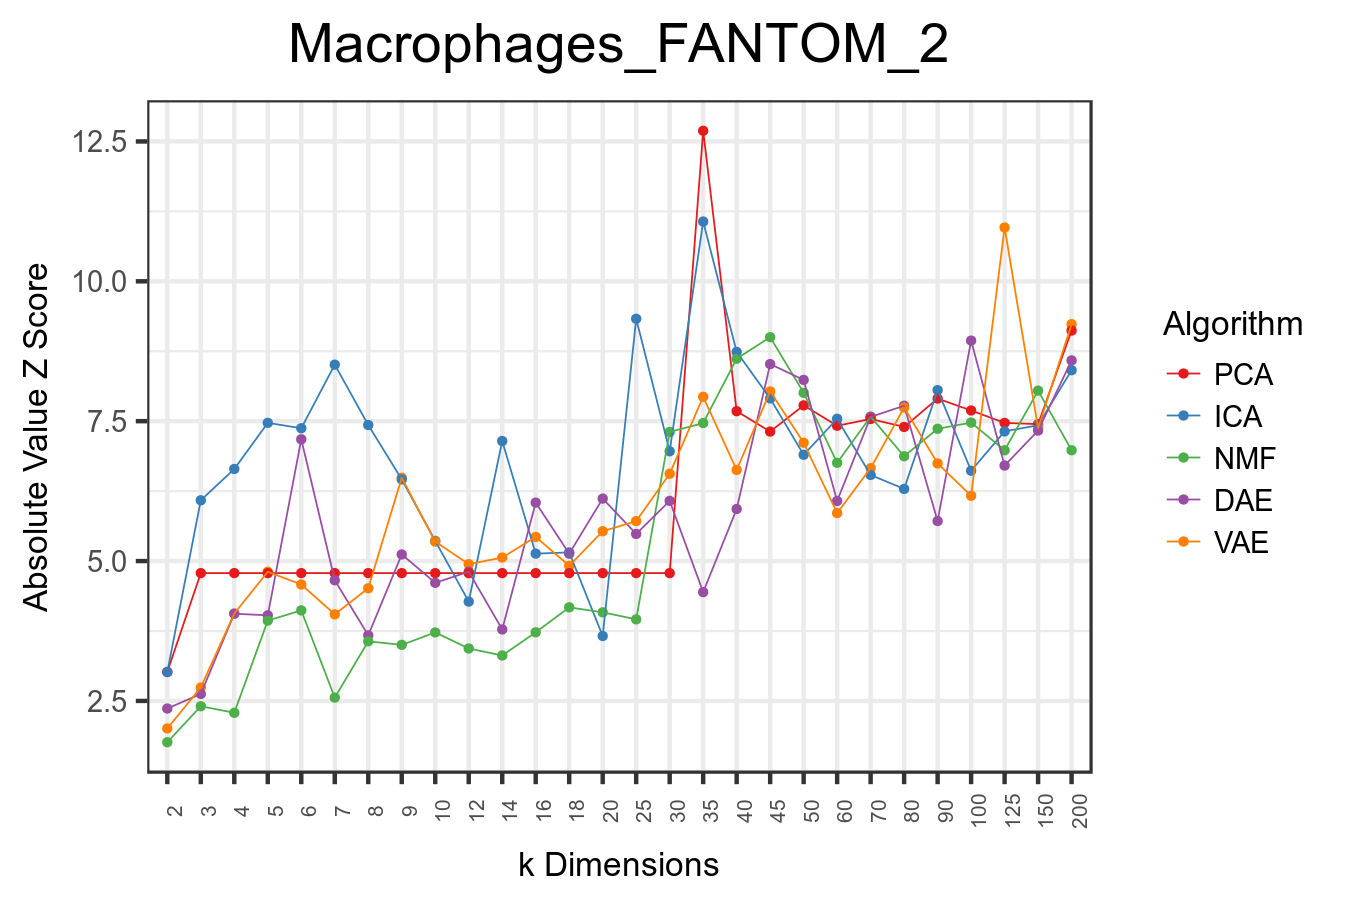 Macrophages_FANTOM_2
Absolute Value Z Score
12.5
10.0
7.5
5.0
2.5
2 3 4 5 6 7 8 9 10 12 14 16 18 20 25 30 35 40 45 50 60 70 80 90 100 125 150 200
k Dimensions
Algorithm
PCA
ICA
NMF
DAE
VAE